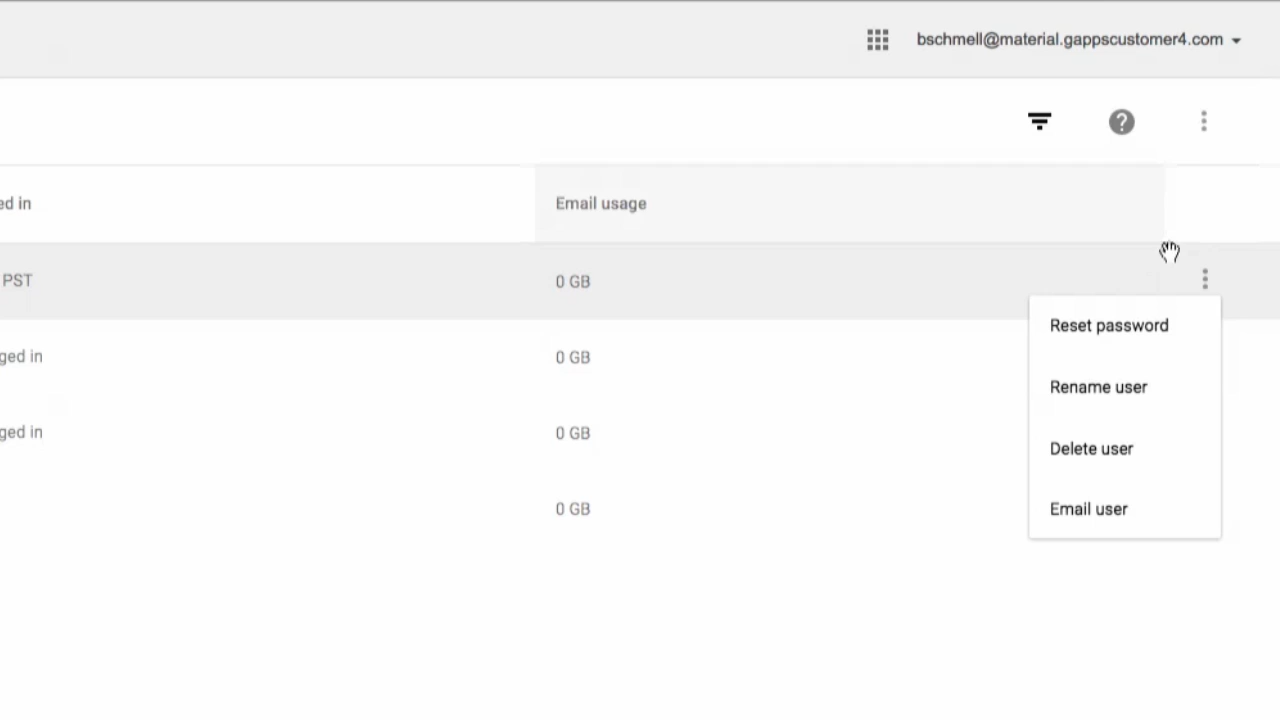 bschmell@material.gappscustomer4.com
ed in
Email usage
PST
0 GB
Reset password
ged in
0 GB
Rename user
ged in
0 GB
Delete user
0 GB
Email user